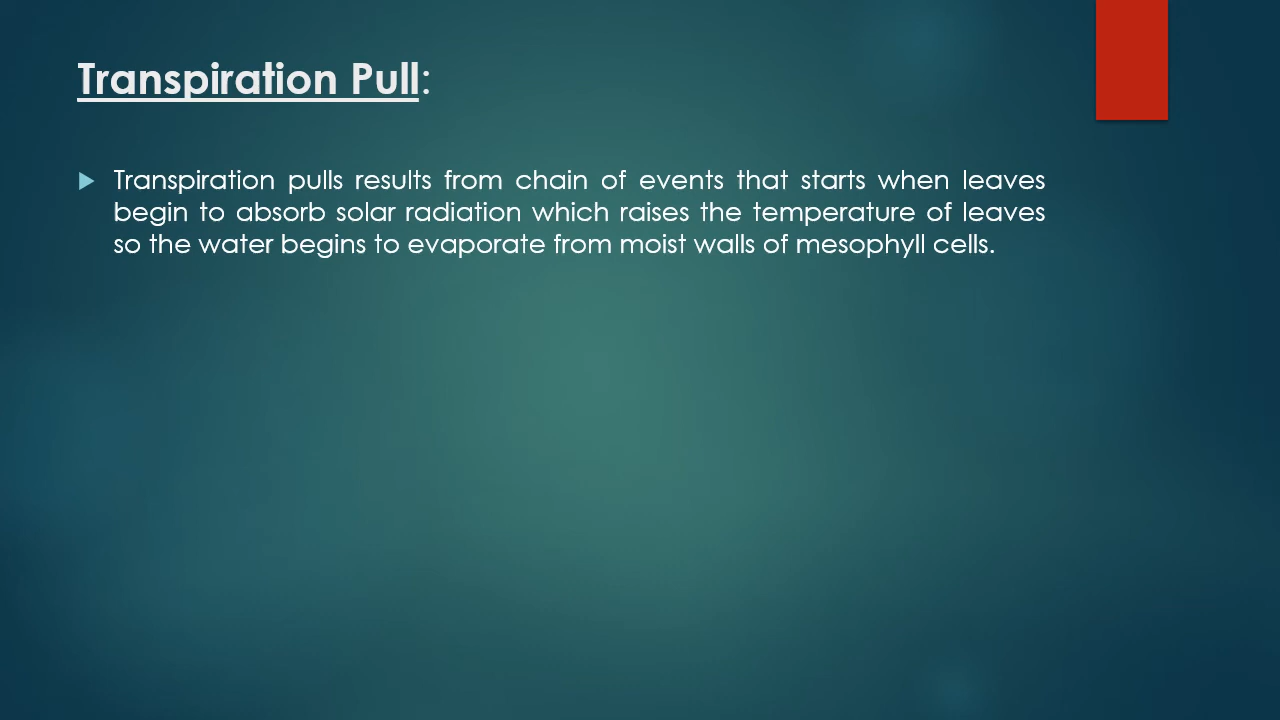 Transpiration Pull:
Transpiration pulls results from chain of events that starts when leaves
begin to absorb solar radiation which raises the temperature of leaves
so the water begins to evaporate from moist walls of mesophyll cells.